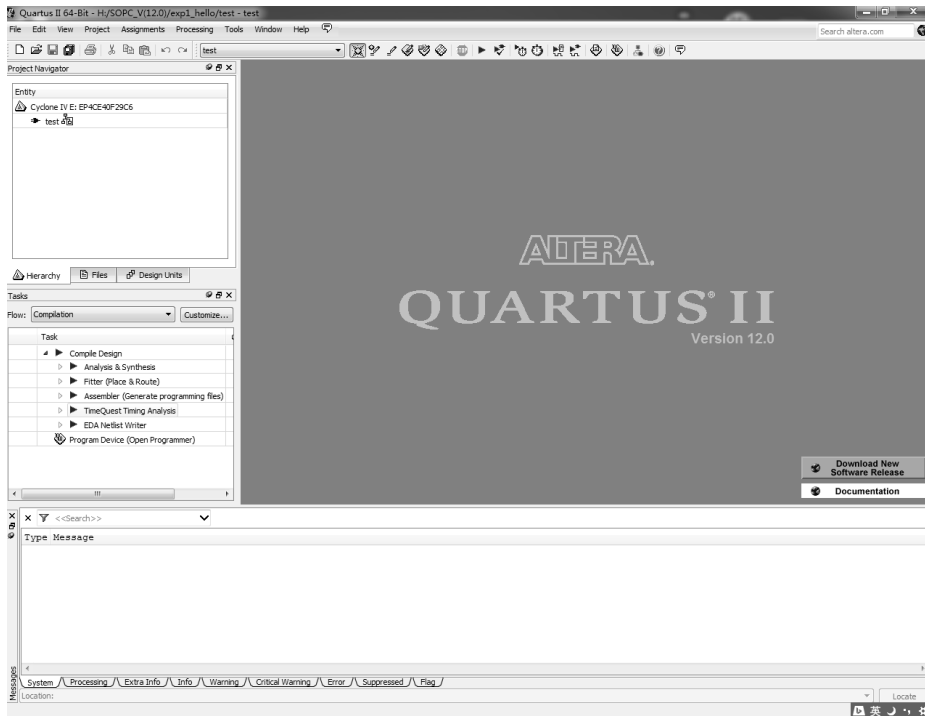 Quartus II 64-Bit - H:/SOPC_V(12.0)/exp1_hello/test - test
File Edit View Project Assignments Processing Tools Window Help
Search altera.com
test
Project Navigator
Entity
Cyclone IV E: EP4CE40F29C6
test
Hierarchy Files Design Units
Tasks
Flow: Compilation Customize...
Task
Compile Design
Analysis & Synthesis
Fitter (Place & Route)
Assembler (Generate programming files)
TimeQuest Timing Analysis
EDA Netlist Writer
Program Device (Open Programmer)
ALTERA.
QUARTUS® II
Version 12.0
Download New
Software Release
Documentation
<<Search>>
Type Message
System Processing Extra Info Info Warning Critical Warning Error Suppressed Flag
Messages
Location:
Locate
英